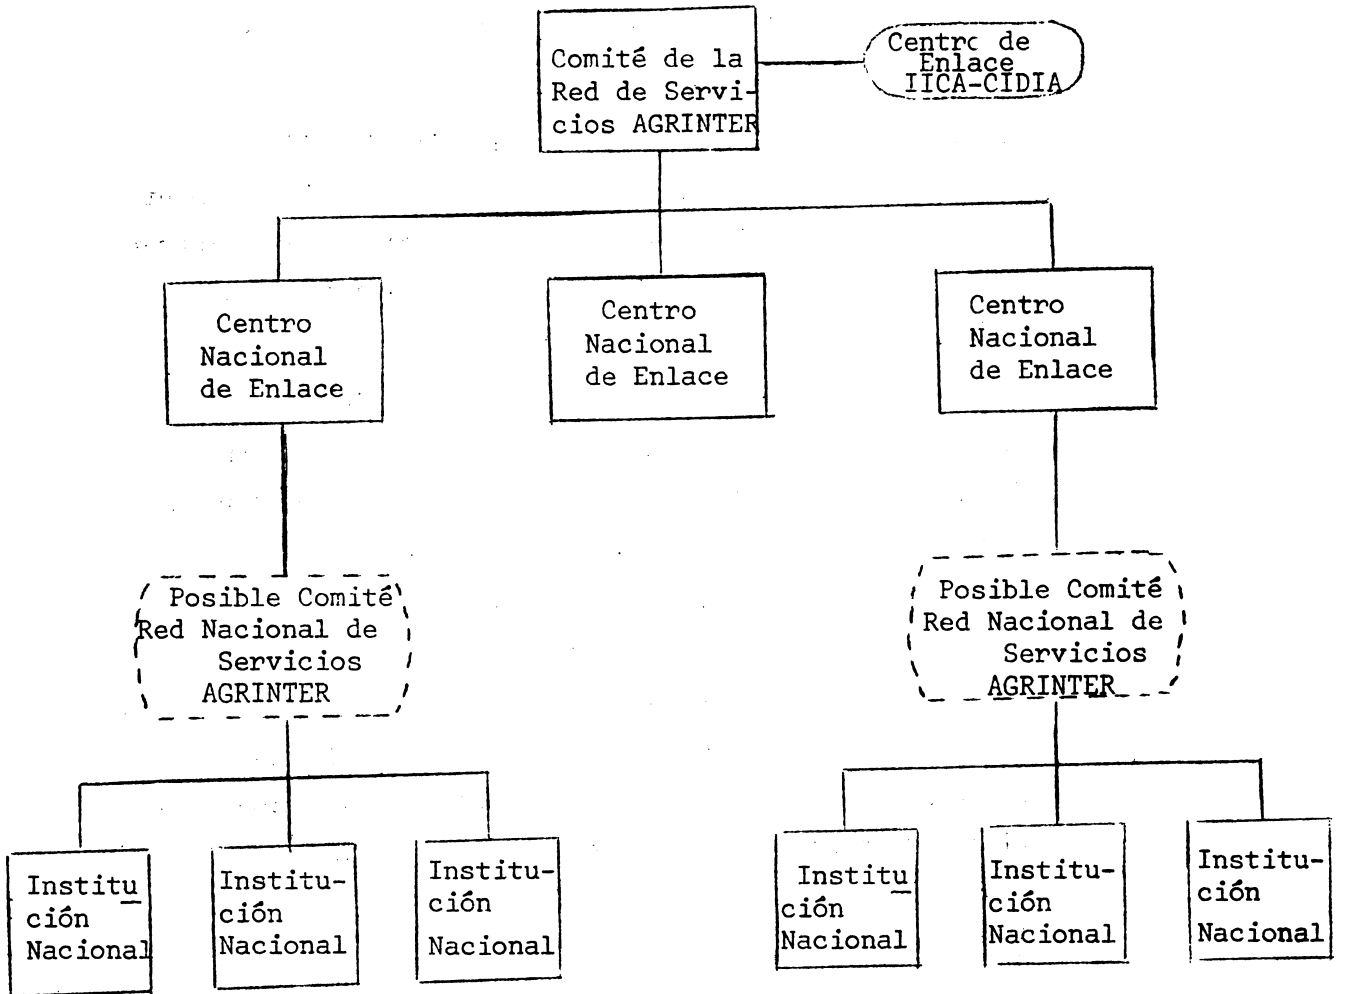 Comité de la
Red de Servi-
cios AGRINTER
Centro de
Enlace
IICA-CIDIA
Centro
Nacional
de Enlace
Centro
Nacional
de Enlace
Centro
Nacional
de Enlace
Posible Comité
Red Nacional de
Servicios
AGRINTER
Posible Comité
Red Nacional de
Servicios
AGRINTER
Institu
ción
Nacional
Institu-
ción
Nacional
Institu-
ción
Nacional
Institu
ción
Nacional
Institu-
ción
Nacional
Institu-
ción
Nacional